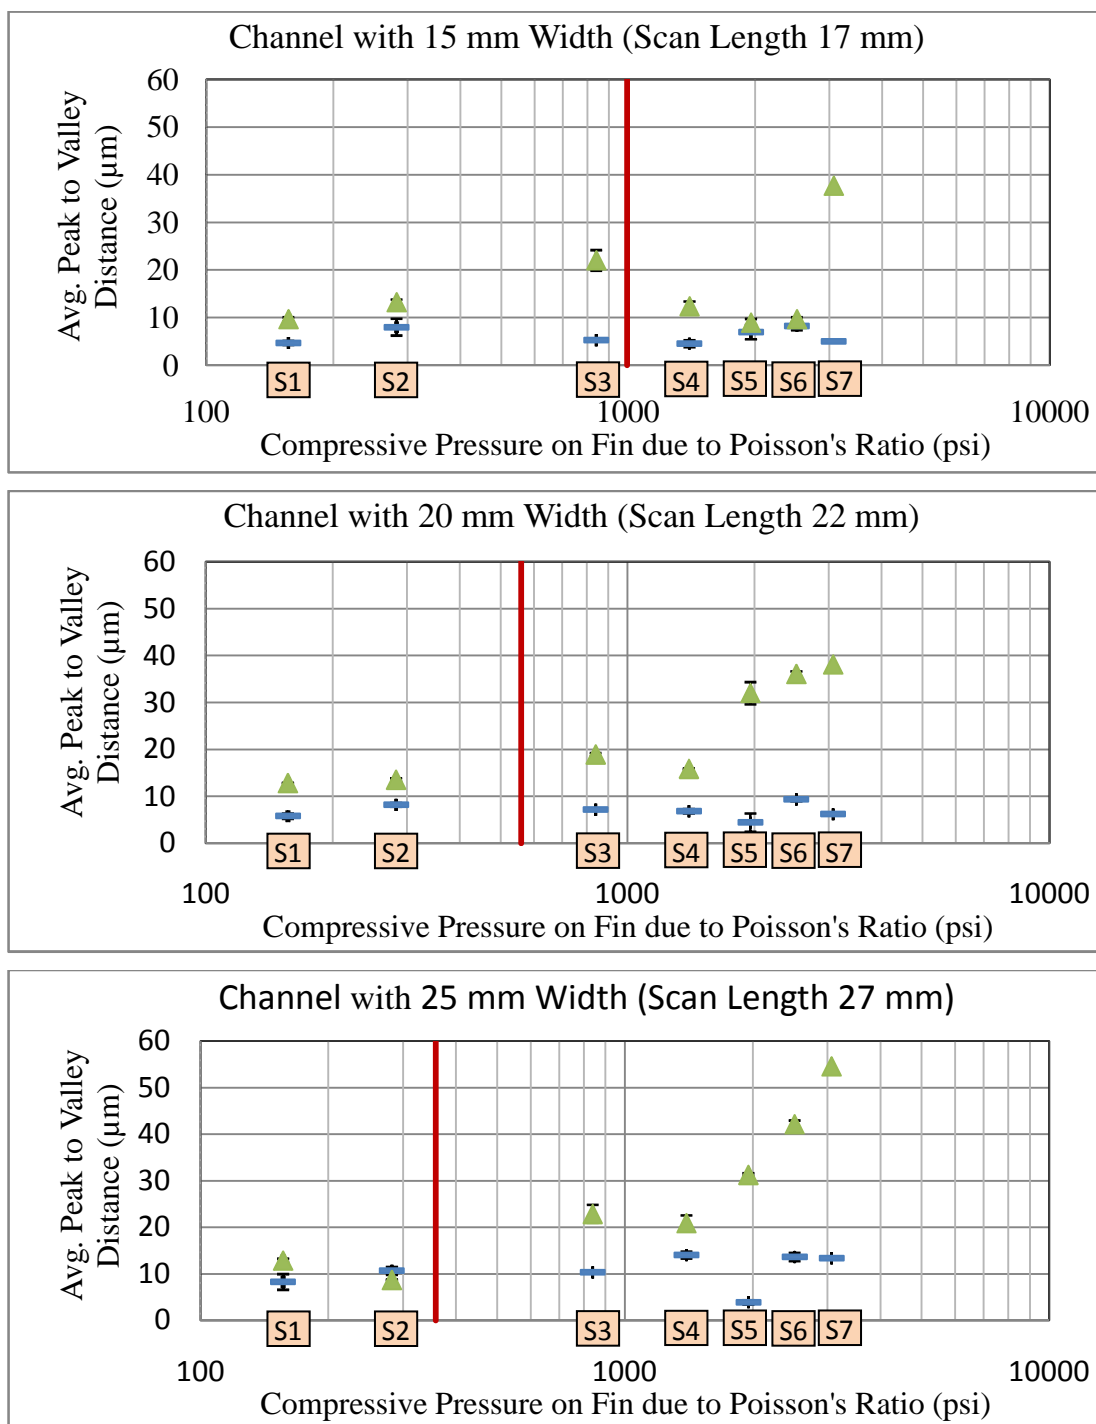 Channel with 15 mm Width (Scan Length 17 mm)
60
50
40
30
20
10
0
Avg. Peak to Valley
Distance (µm)
S1 S2 S3 S4 S5 S6 S7
100 1000 10000
Compressive Pressure on Fin due to Poisson's Ratio (psi)
Channel with 20 mm Width (Scan Length 22 mm)
60
50
40
30
20
10
0
Avg. Peak to Valley
Distance (µm)
S1 S2 S3 S4 S5 S6 S7
100 1000 10000
Compressive Pressure on Fin due to Poisson's Ratio (psi)
Channel with 25 mm Width (Scan Length 27 mm)
60
50
40
30
20
10
0
Avg. Peak to Valley
Distance (µm)
S1 S2 S3 S4 S5 S6 S7
100 1000 10000
Compressive Pressure on Fin due to Poisson's Ratio (psi)